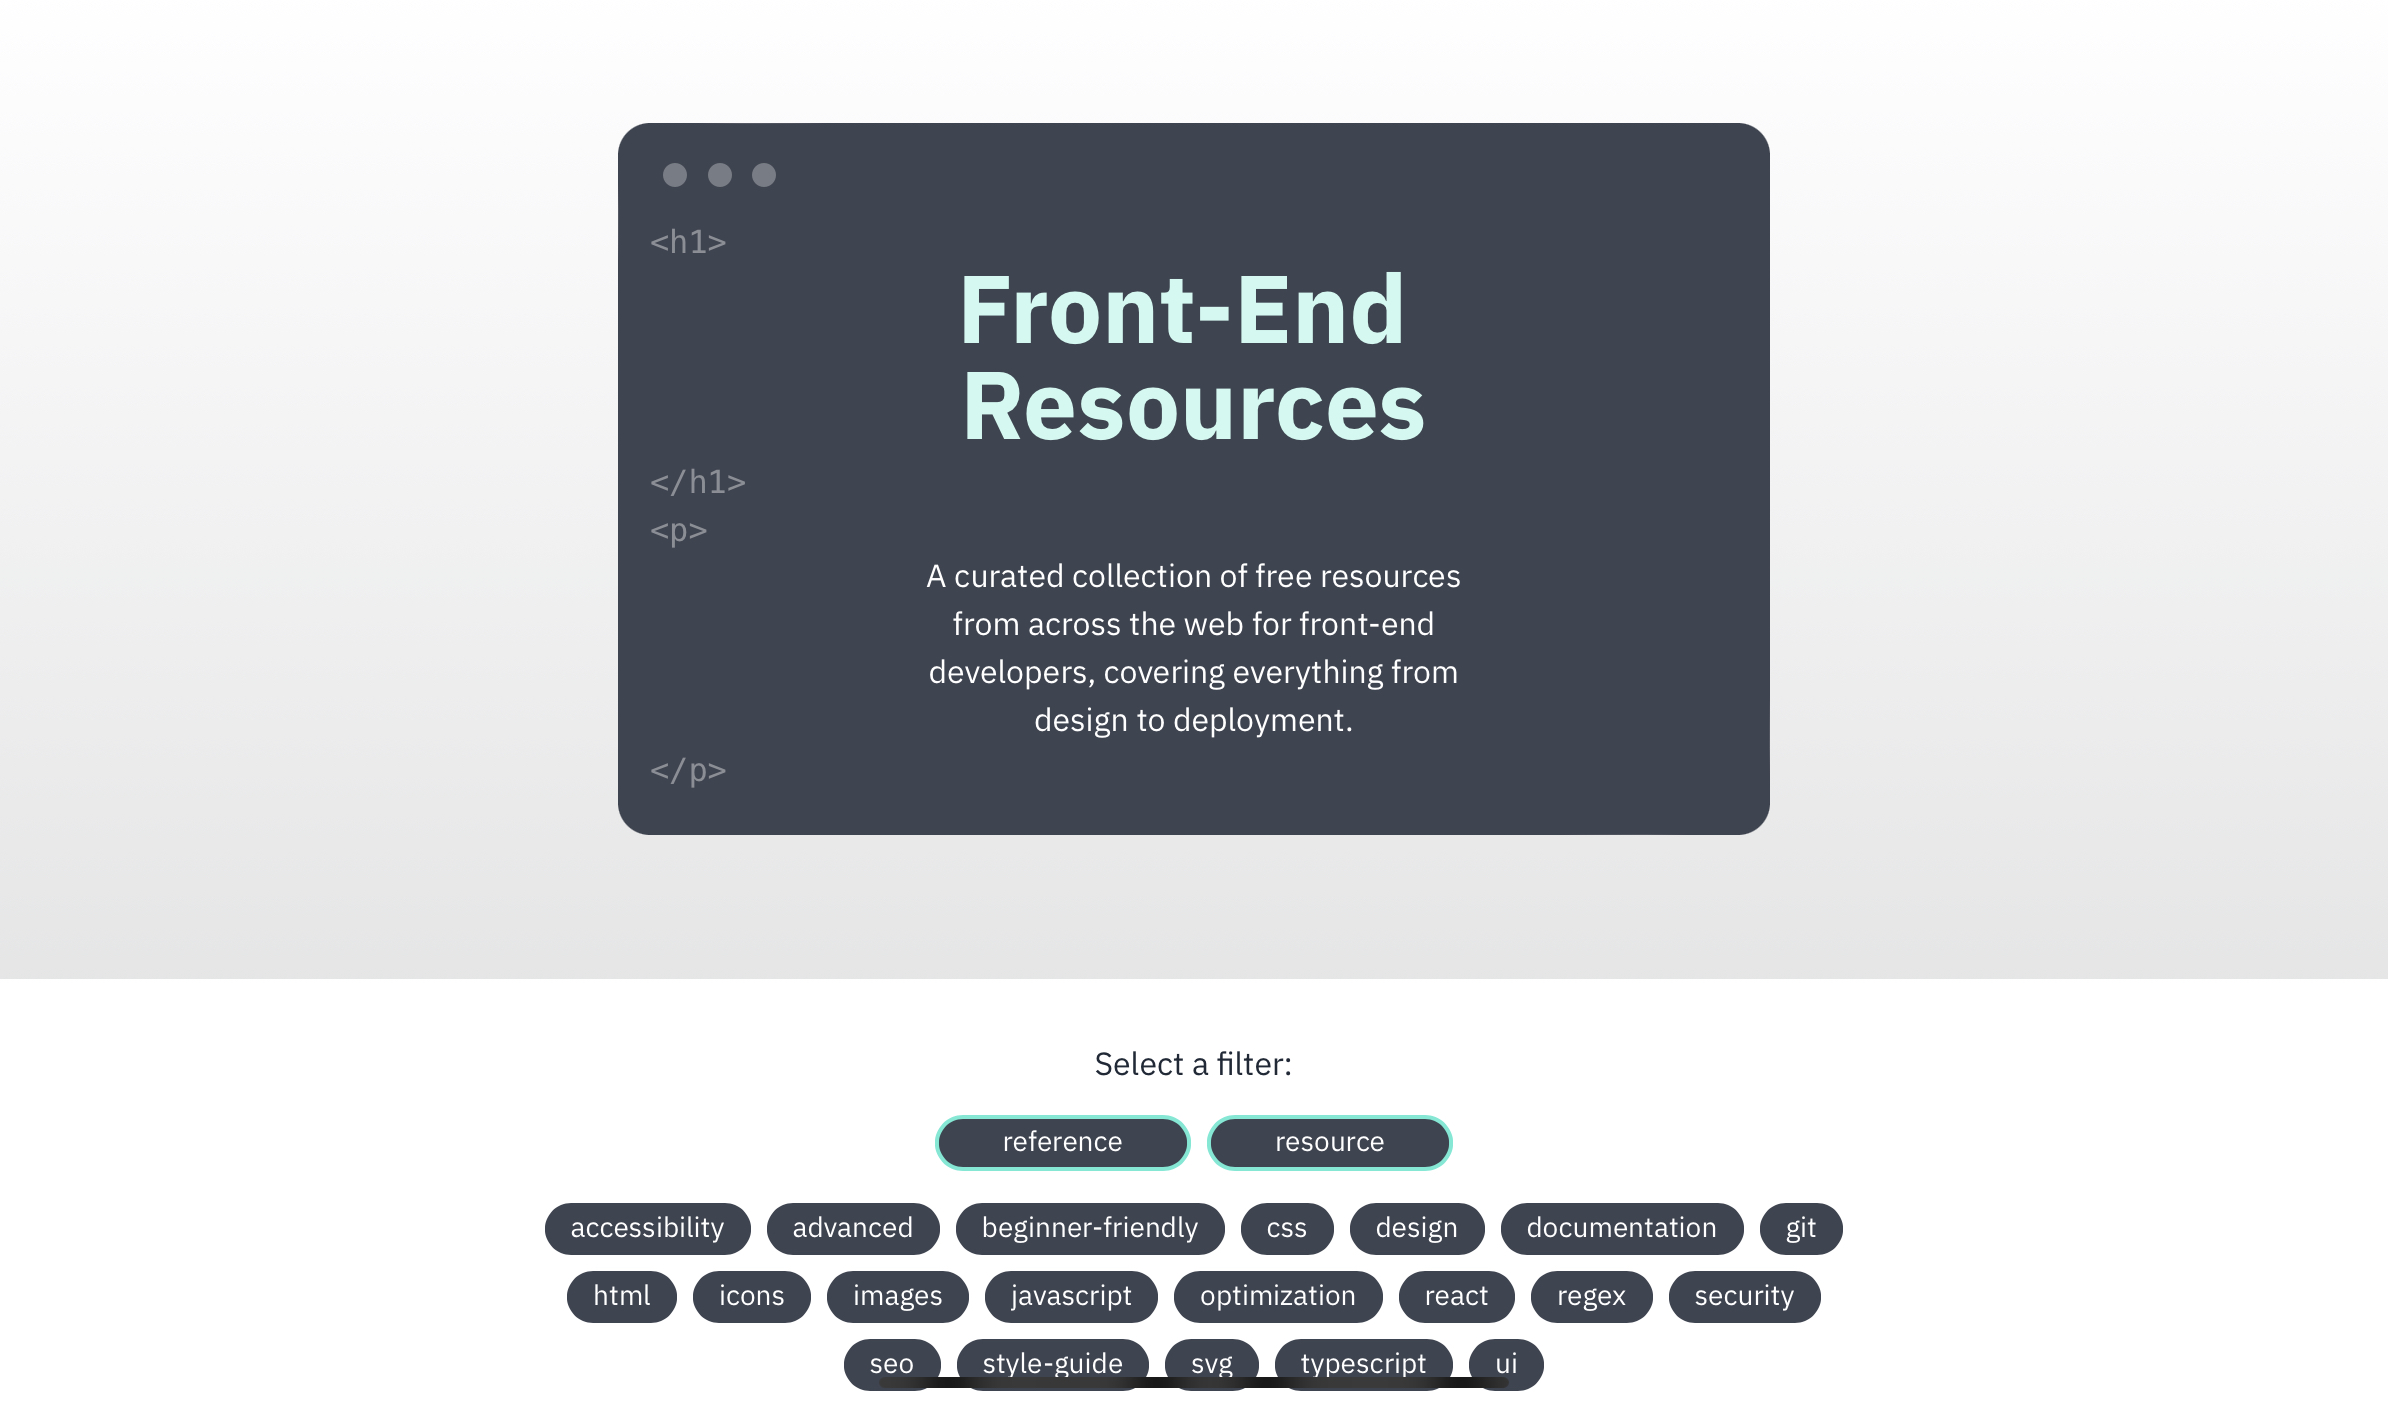 <h1>
Front-End
Resources
</h1>
<p>
A curated collection of free resources
from across the web for front-end
developers, covering everything from
design to deployment.
</p>
Select a filter:
reference resource
accessibility advanced beginner-friendly css design documentation git
html icons images javascript optimization react regex security
seo style-guide svg typescript ui